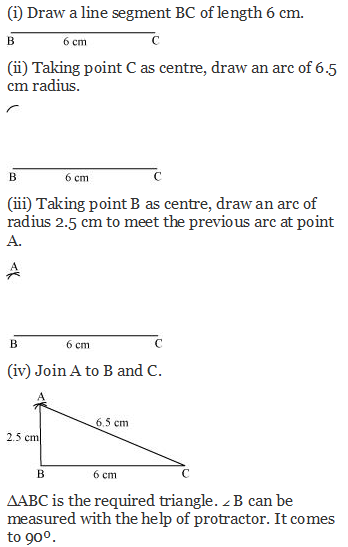 (i) Draw a line segment BC of length 6 cm.
B 6 cm C
(ii) Taking point C as centre, draw an arc of 6.5
cm radius.
B 6 cm C
(iii) Taking point B as centre, draw an arc of
radius 2.5 cm to meet the previous arc at point
A.
A
B 6 cm C
(iv) Join A to B and C.
A
6.5 cm
2.5 cm
B 6 cm C
ΔABC is the required triangle. ∠B can be
measured with the help of protractor. It comes
to 90º.